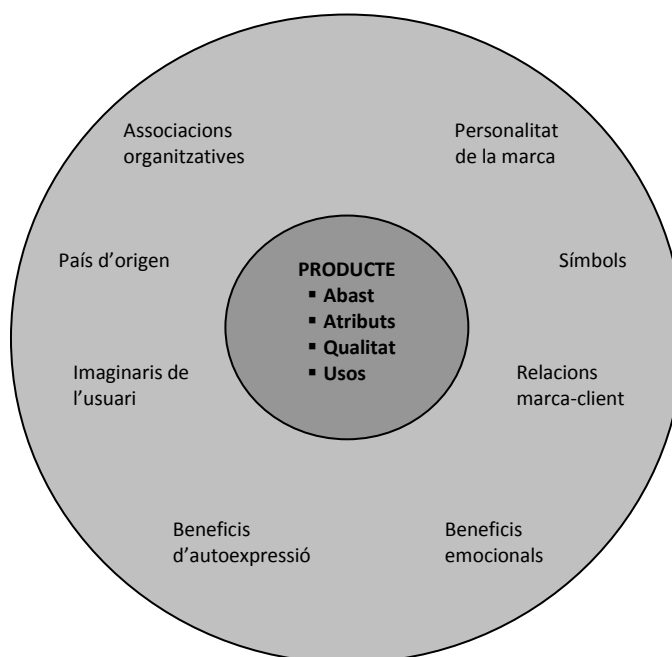 Associacions
organitzatives
Personalitat
de la marca
País d’origen
Símbols
PRODUCTE
▪ Abast
▪ Atributs
▪ Qualitat
▪ Usos
Imaginaris de
l’usuari
Relacions
marca-client
Beneficis
d’autoexpressió
Beneficis
emocionals